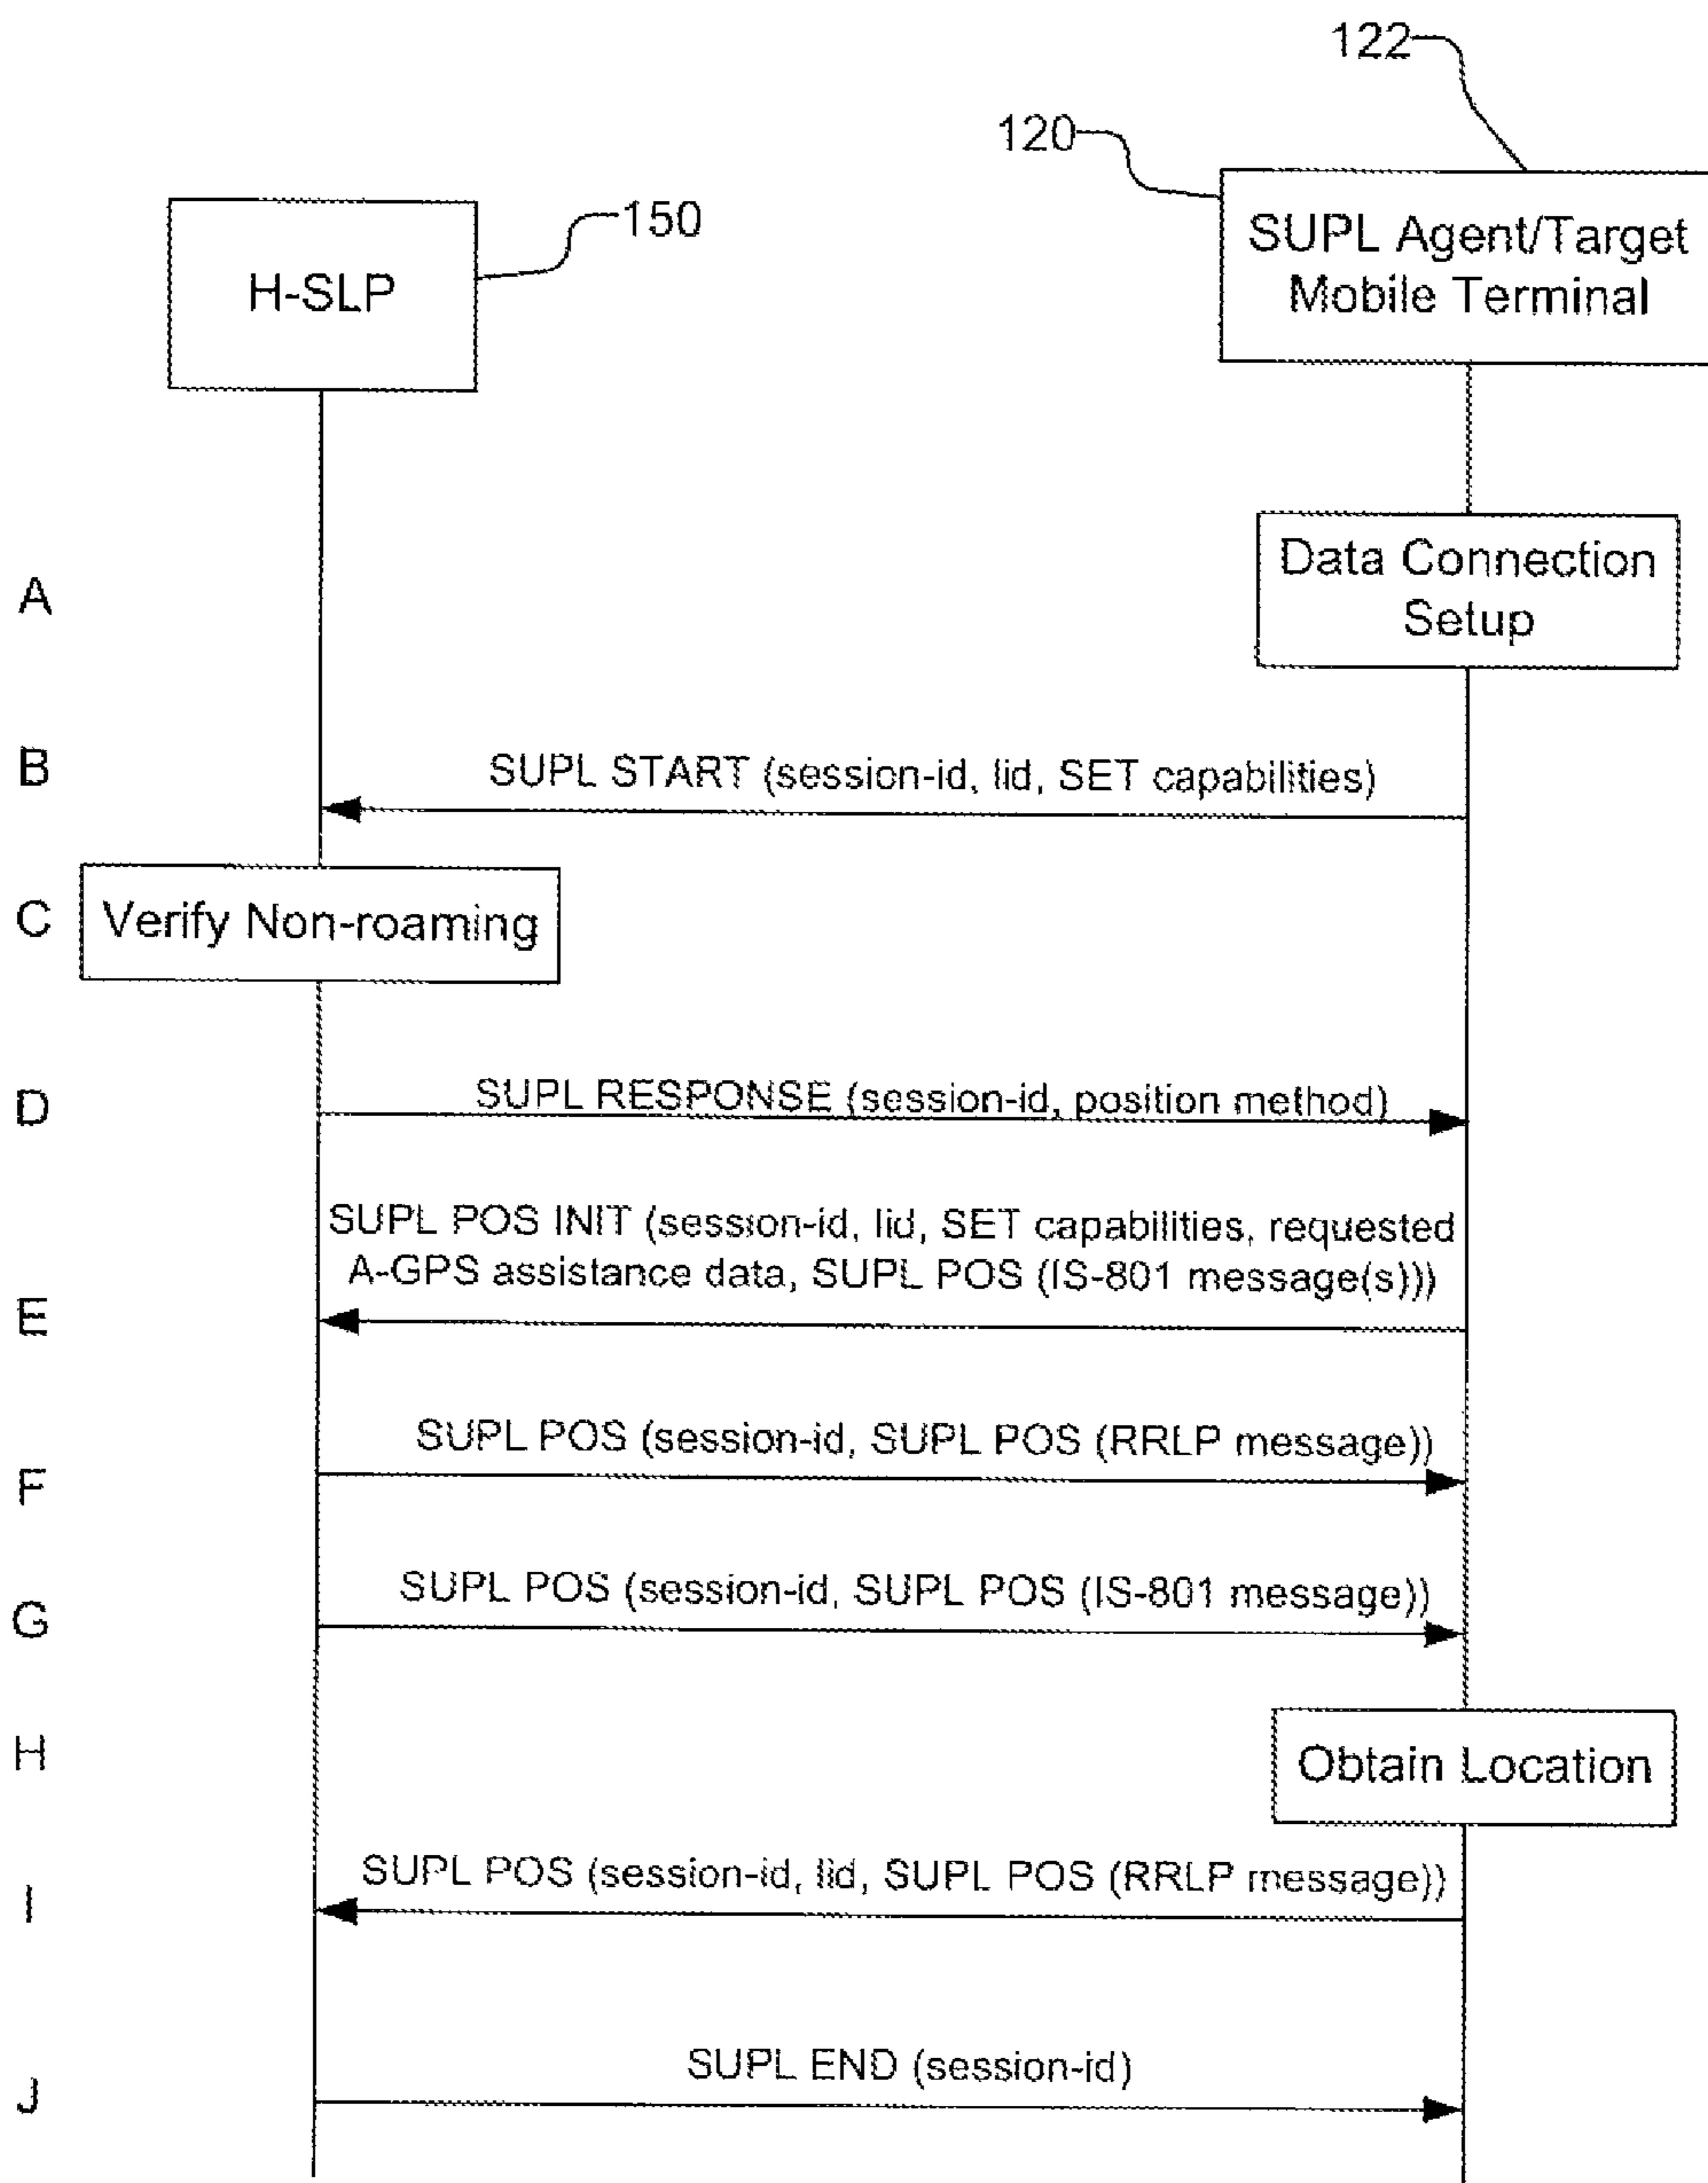 122
120
150
H-SLP
SUPL Agent/Target
Mobile Terminal
A
Data Connection
Setup
B
SUPL START (session-id, lid, SET capabilities)
C
Verify Non-roaming
D
SUPL RESPONSE (session-id, position method)
SUPL POS INIT (session-id, lid, SET capabilities, requested
A-GPS assistance data, SUPL POS (IS-801 message(s)))
E
SUPL POS (session-id, SUPL POS (RRLP message))
F
SUPL POS (session-id, SUPL POS (IS-801 message))
G
H
Obtain Location
SUPL POS (session-id, lid, SUPL POS (RRLP message))
I
SUPL END (session-id)
J